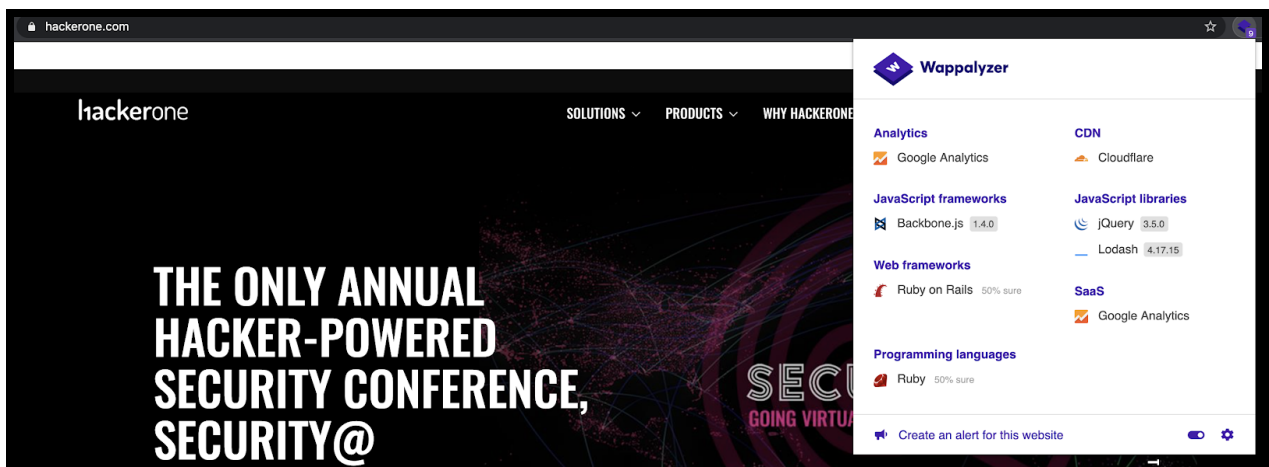 hackerone.com
9
W Wappalyzer
hackerone
SOLUTIONS PRODUCTS WHY HACKERONE
THE ONLY ANNUAL
HACKER-POWERED
SECURITY CONFERENCE,
SECURITY@
GOING VIRTUA
Analytics
Google Analytics
JavaScript frameworks
Backbone.js 1.4.0
Web frameworks
Ruby on Rails 50% sure
Programming languages
Ruby 50% sure
CDN
Cloudflare
JavaScript libraries
jQuery 3.5.0
Lodash 4.17.15
SaaS
Google Analytics
Create an alert for this website